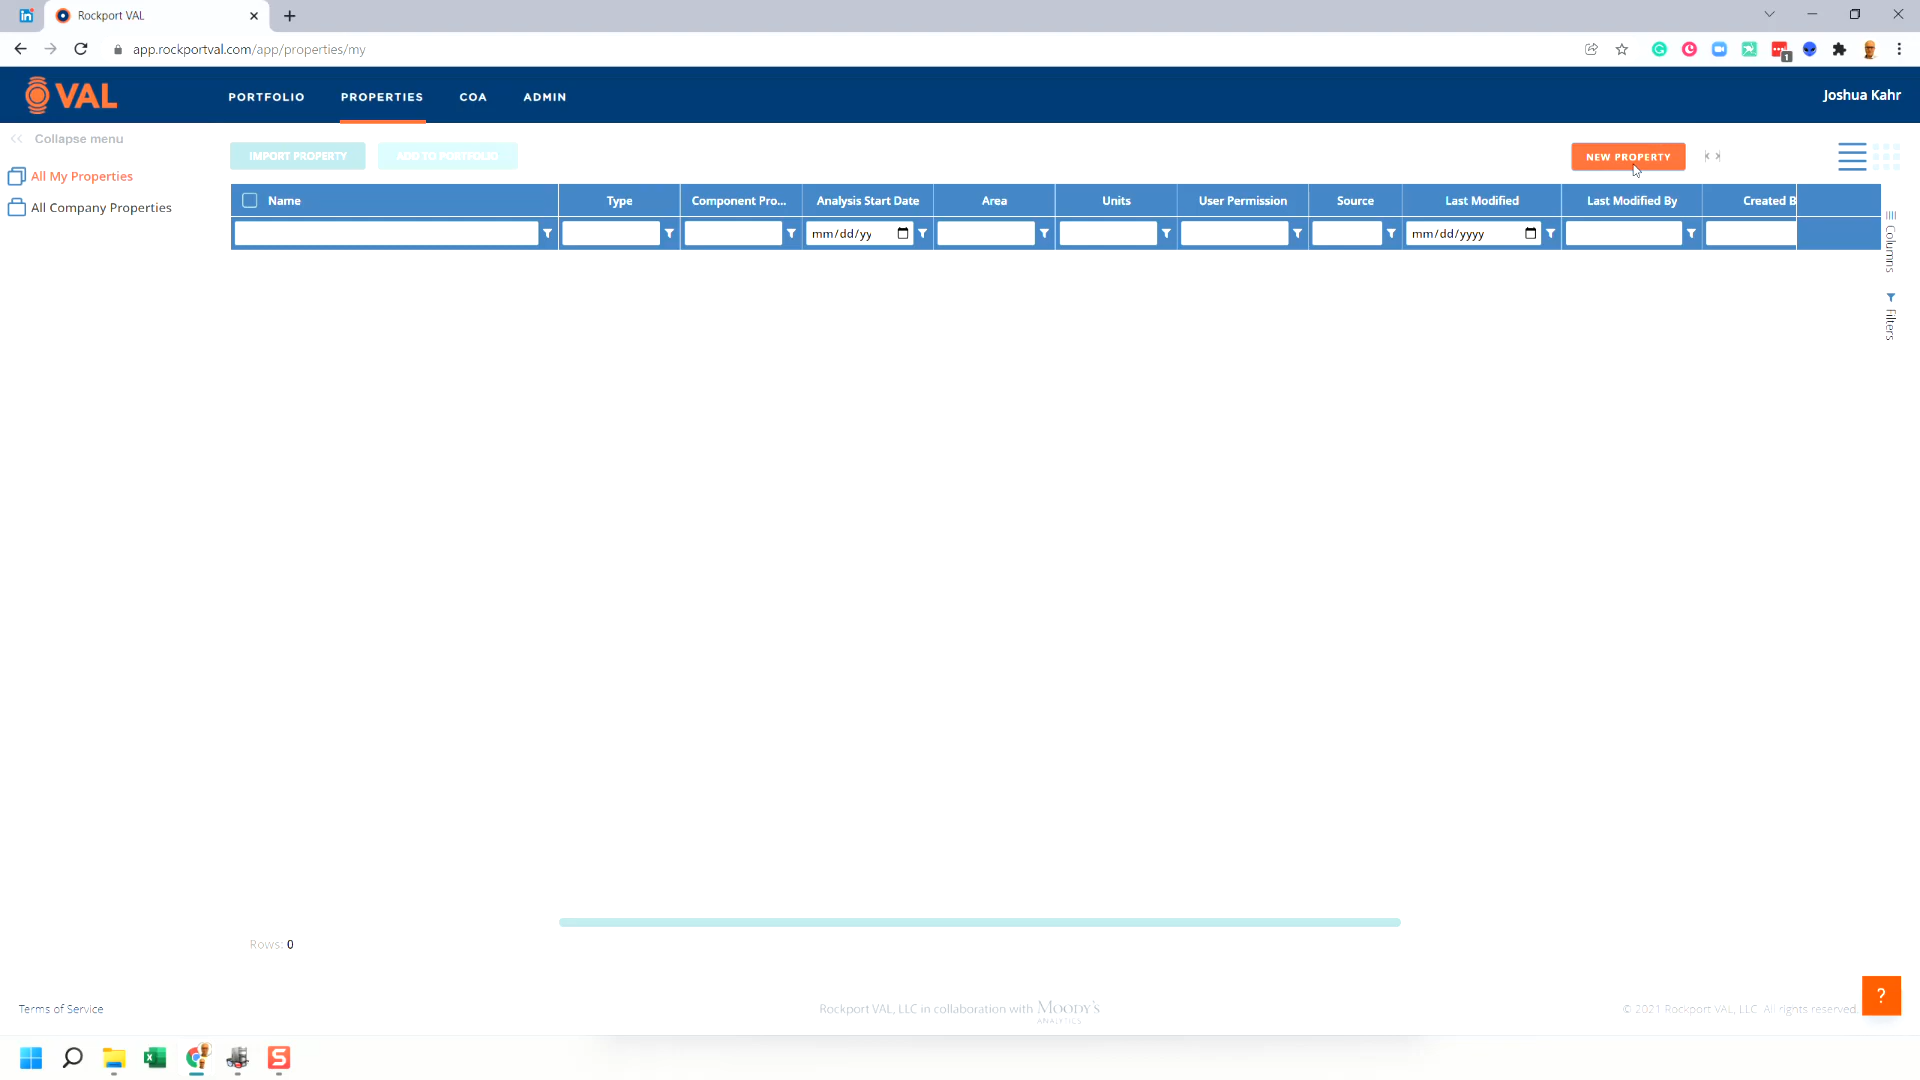 Rockport VAL
app.rockportval.com/app/properties/my
1
VAL
PORTFOLIO
PROPERTIES
COA
ADMIN
Joshua Kahr
Collapse menu
All My Properties
All Company Properties
IMPORT PROPERTY
ADD TO PORTFOLIO
NEW PROPERTY
Name
Type
Component Pro...
Analysis Start Date
Area
Units
User Permission
Source
Last Modified
Last Modified By
Created B
mm/dd/yy
mm/dd/yyyy
Columns
Filters
Rows: 0
Terms of Service
Rockport VAL, LLC in collaboration with MOODY'S
ANALYTICS
© 2021 Rockport VAL, LLC. All rights reserved.
?